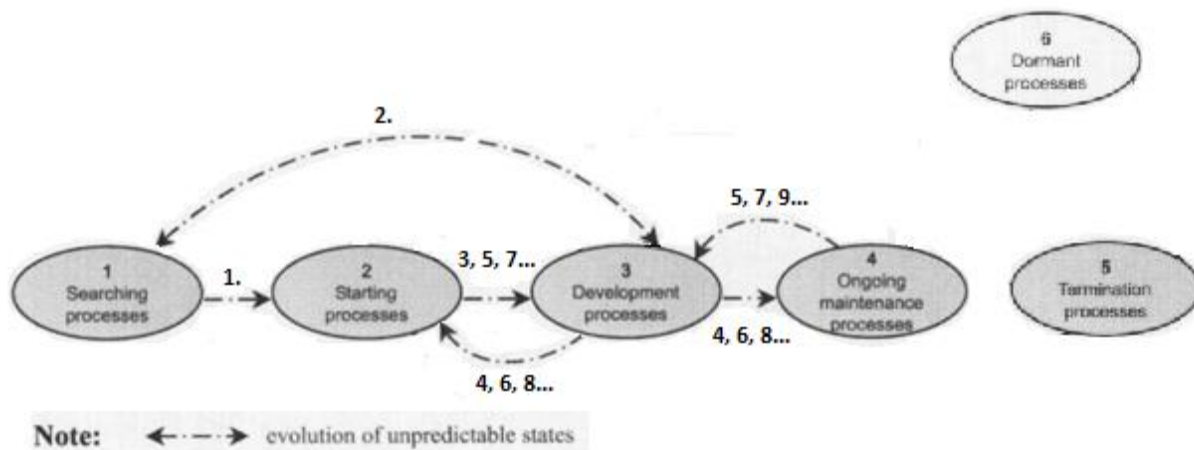 6
Dormant
processes
2.
5, 7, 9...
1
Searching
processes
1.
2
Starting
processes
3, 5, 7...
3
Development
processes
4
Ongoing
maintenance
processes
5
Termination
processes
4, 6, 8...
4, 6, 8...
Note: evolution of unpredictable states